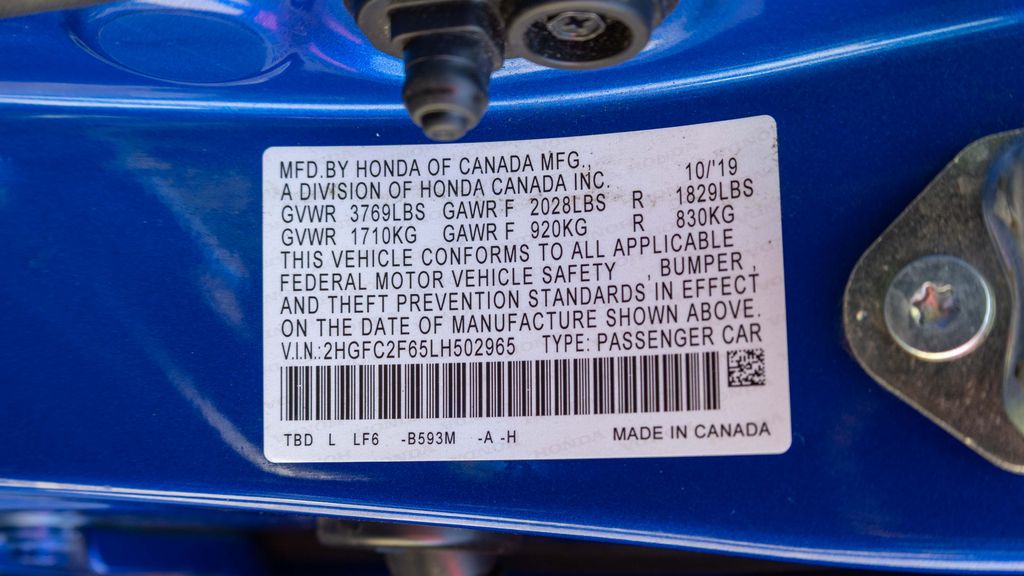 MFD.BY HONDA OF CANADA MFG., 10/'19
A DIVISION OF HONDA CANADA INC.
GVWR 3769LBS GAWR F 2028LBS R 1829LBS
GVWR 1710KG GAWR F 920KG R 830KG
THIS VEHICLE CONFORMS TO ALL APPLICABLE
FEDERAL MOTOR VEHICLE SAFETY , BUMPER ,
AND THEFT PREVENTION STANDARDS IN EFFECT
ON THE DATE OF MANUFACTURE SHOWN ABOVE.
V.I.N.:2HGFC2F65LH502965 TYPE: PASSENGER CAR
TBD L LF6 -B593M -A -H MADE IN CANADA